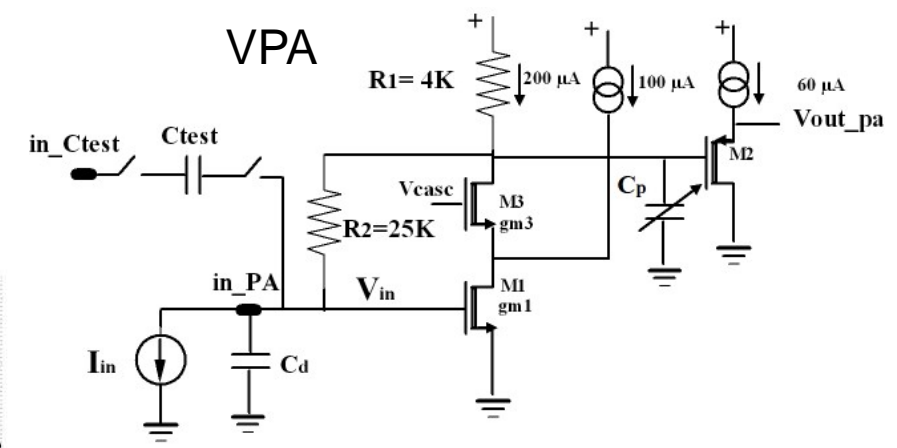 VPA
+
+
+
R1= 4K
200 µA
100 µA
60 µA
Vout_pa
in_Ctest
Ctest
M2
Vcasc
M3
gm3
Cp
R2=25K
in_PA
Vin
M1
gm1
Iin
Cd